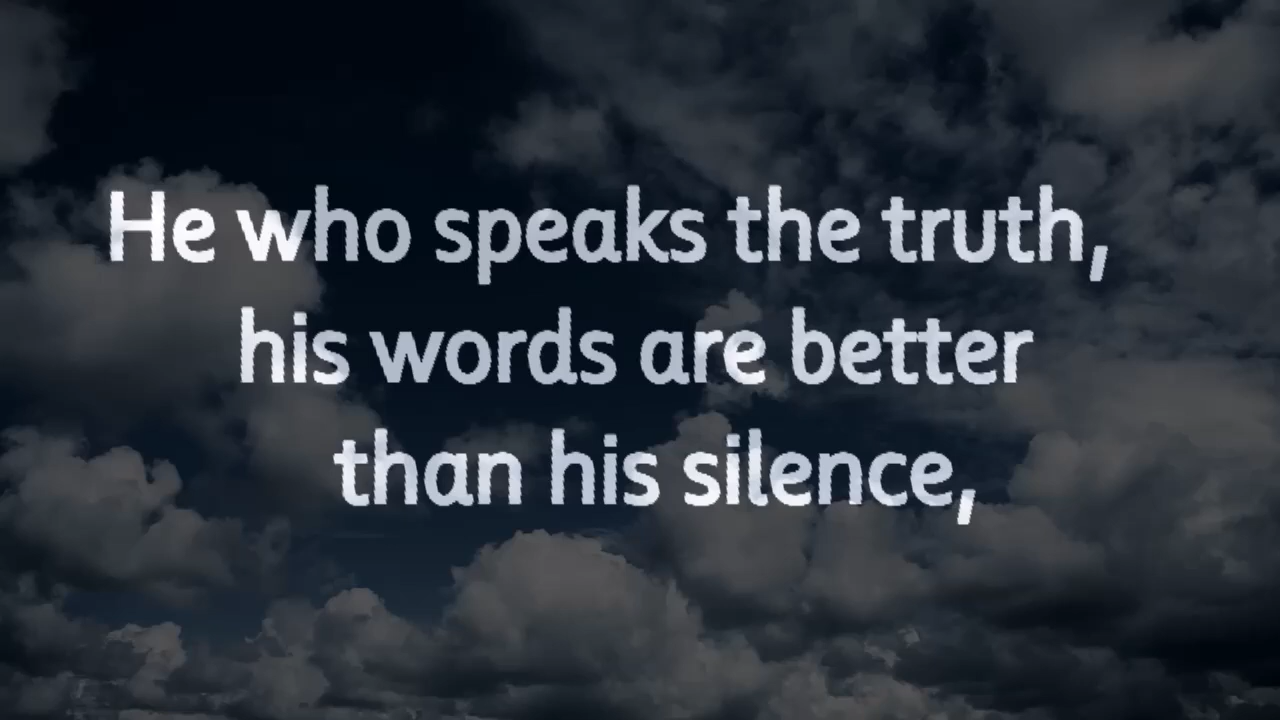 He who speaks the truth,
his words are better
than his silence,